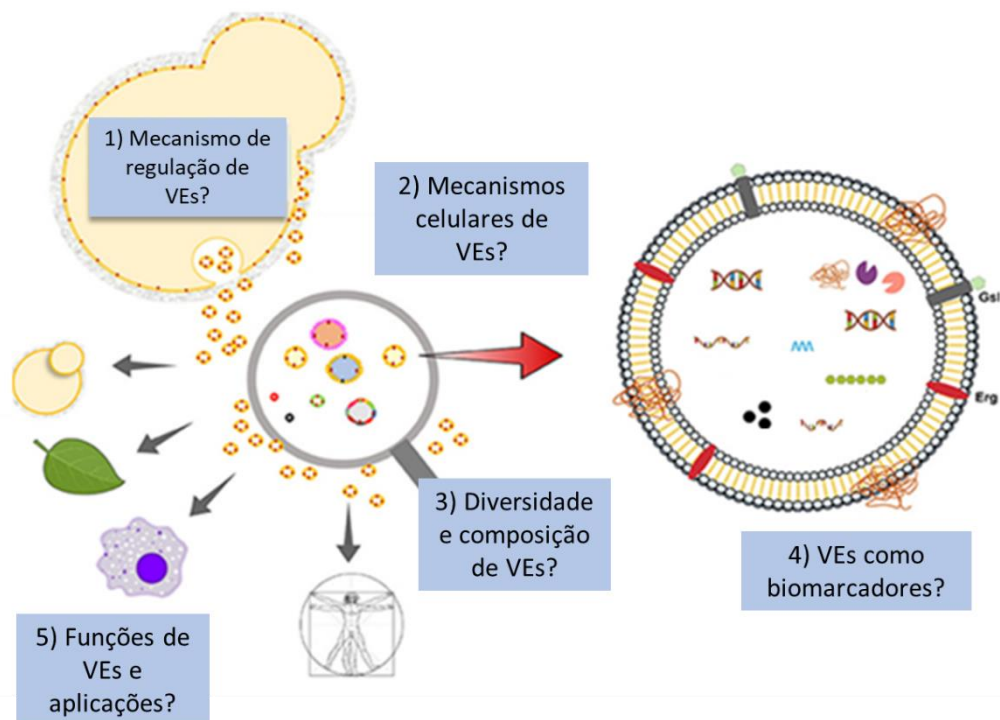 1) Mecanismo de
regulação de
VEs?
2) Mecanismos
celulares de
VEs?
Gsl
Erg
3) Diversidade
e composição
de VEs?
4) VEs como
biomarcadores?
5) Funções de
VEs e
aplicações?